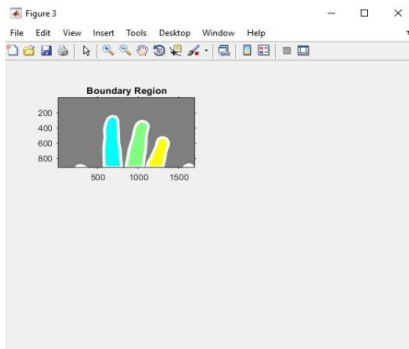 Figure 3
File Edit View Insert Tools Desktop Window Help
Boundary Region
200
400
600
800
500 1000 1500